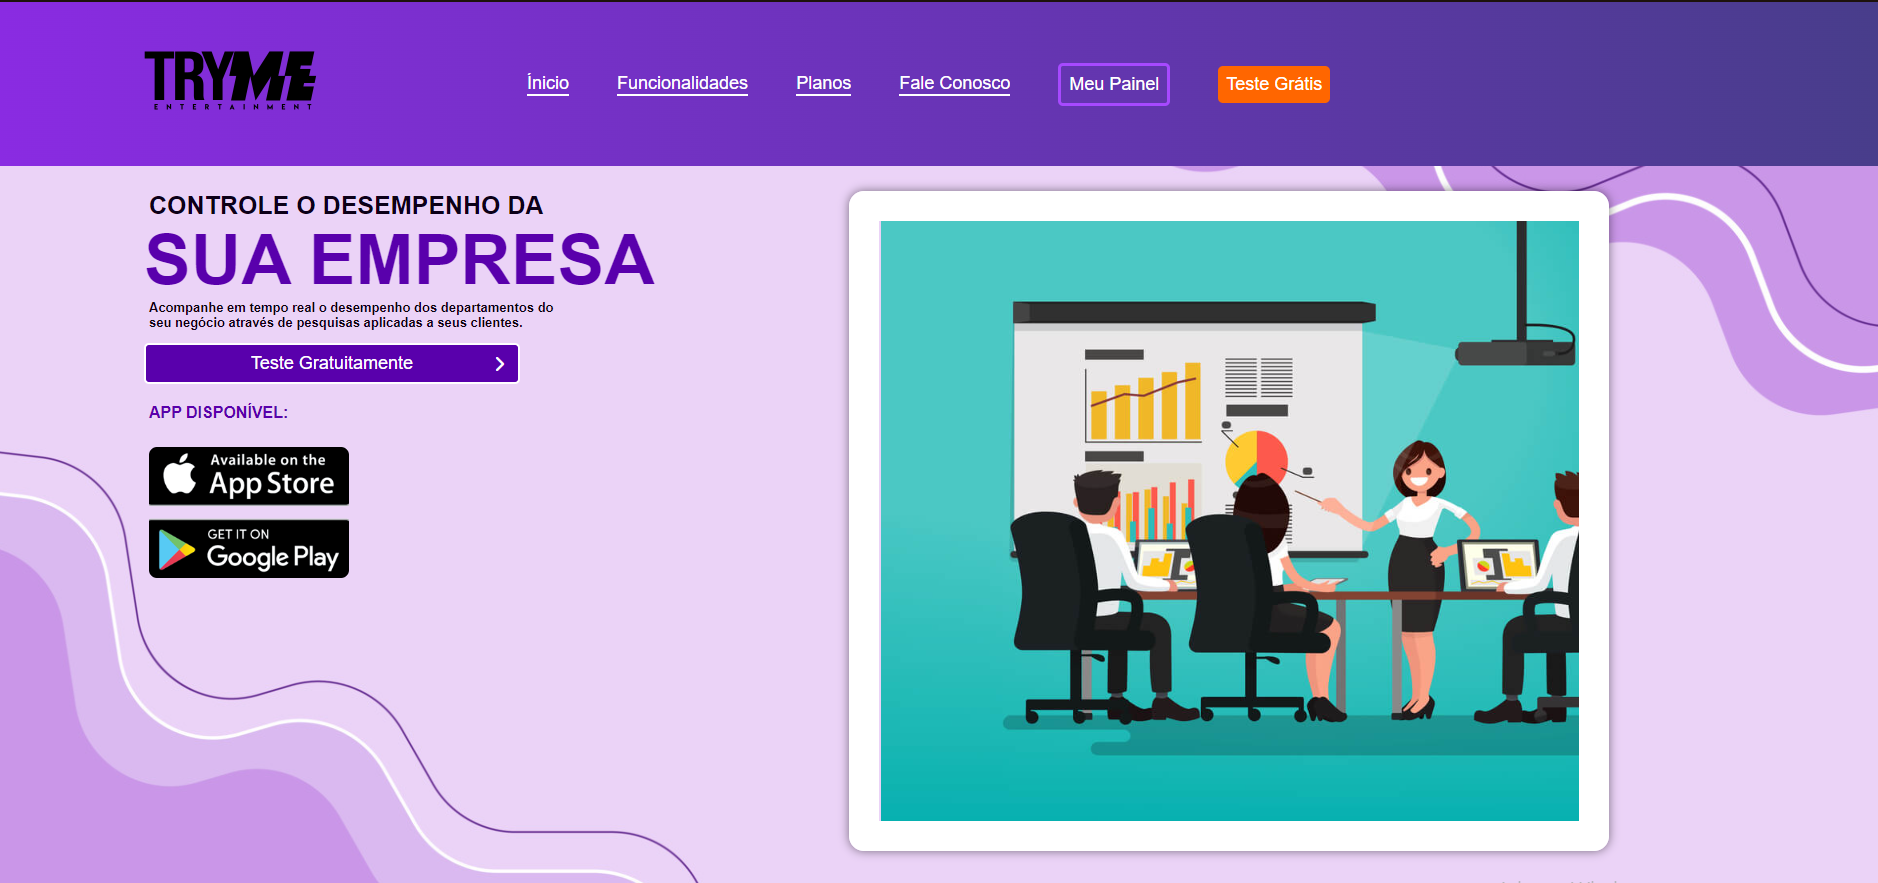 TRYME
ENTERTAINMENT
Ínicio
Funcionalidades
Planos
Fale Conosco
Meu Painel
Teste Grátis
CONTROLE O DESEMPENHO DA
SUA EMPRESA
Acompanhe em tempo real o desempenho dos departamentos do
seu negócio através de pesquisas aplicadas a seus clientes.
Teste Gratuitamente
APP DISPONÍVEL:
Available on the
App Store
GET IT ON
Google Play